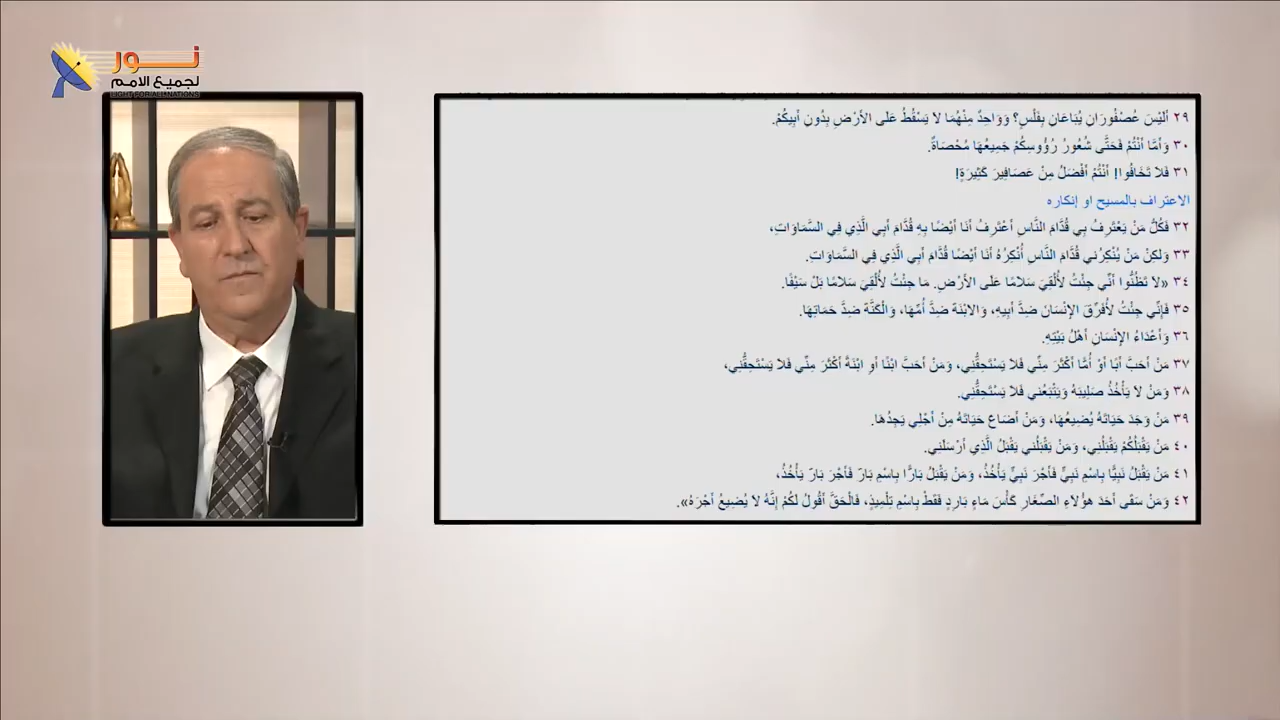 نـور
لجميع الامم
LIGHT FOR ALL NATIONS
٢٩ أَلَيْسَ عُصْفُورَانِ يُبَاعَانِ بِفَلْسٍ؟ وَوَاحِدٌ مِنْهُمَا لاَ يَسْقُطُ عَلَى الأَرْضِ بِدُونِ أَبِيكُمْ.
٣٠ وَأَمَّا أَنْتُمْ فَحَتَّى شُعُورُ رُؤُوسِكُمْ جَمِيعُهَا مُحْصَاةٌ.
٣١ فَلاَ تَخَافُوا! أَنْتُمْ أَفْضَلُ مِنْ عَصَافِيرَ كَثِيرَةٍ!
الاعتراف بالمسيح او إنكاره
٣٢ فَكُلُّ مَنْ يَعْتَرِفُ بِي قُدَّامَ النَّاسِ أَعْتَرِفُ أَنَا أَيْضًا بِهِ قُدَّامَ أَبِي الَّذِي فِي السَّمَاوَاتِ،
٣٣ وَلكِنْ مَنْ يُنْكِرُنِي قُدَّامَ النَّاسِ أُنْكِرُهُ أَنَا أَيْضًا قُدَّامَ أَبِي الَّذِي فِي السَّمَاوَاتِ.
٣٤ «لاَ تَظُنُّوا أَنِّي جِئْتُ لأُلْقِيَ سَلاَمًا عَلَى الأَرْضِ. مَا جِئْتُ لأُلْقِيَ سَلاَمًا بَلْ سَيْفًا.
٣٥ فَإِنِّي جِئْتُ لأُفَرِّقَ الإِنْسَانَ ضِدَّ أَبِيهِ، وَالابْنَةَ ضِدَّ أُمِّهَا، وَالْكَنَّةَ ضِدَّ حَمَاتِهَا.
٣٦ وَأَعْدَاءُ الإِنْسَانِ أَهْلُ بَيْتِهِ.
٣٧ مَنْ أَحَبَّ أَبًا أَوْ أُمًّا أَكْثَرَ مِنِّي فَلاَ يَسْتَحِقُّنِي، وَمَنْ أَحَبَّ ابْنًا أَوِ ابْنَةً أَكْثَرَ مِنِّي فَلاَ يَسْتَحِقُّنِي،
٣٨ وَمَنْ لاَ يَأْخُذُ صَلِيبَهُ وَيَتْبَعُنِي فَلاَ يَسْتَحِقُّنِي.
٣٩ مَنْ وَجَدَ حَيَاتَهُ يُضِيعُهَا، وَمَنْ أَضَاعَ حَيَاتَهُ مِنْ أَجْلِي يَجِدُهَا.
٤٠ مَنْ يَقْبَلُكُمْ يَقْبَلُنِي، وَمَنْ يَقْبَلُنِي يَقْبَلُ الَّذِي أَرْسَلَنِي.
٤١ مَنْ يَقْبَلُ نَبِيًّا بِاسْمِ نَبِيٍّ فَأَجْرَ نَبِيٍّ يَأْخُذُ، وَمَنْ يَقْبَلُ بَارًّا بِاسْمِ بَارّ فَأَجْرَ بَارّ يَأْخُذُ،
٤٢ وَمَنْ سَقَى أَحَدَ هؤُلاَءِ الصِّغَارِ كَأْسَ مَاءٍ بَارِدٍ فَقَطْ بِاسْمِ تِلْمِيذٍ، فَالْحَقَّ أَقُولُ لَكُمْ إِنَّهُ لاَ يُضِيعُ أَجْرَهُ».